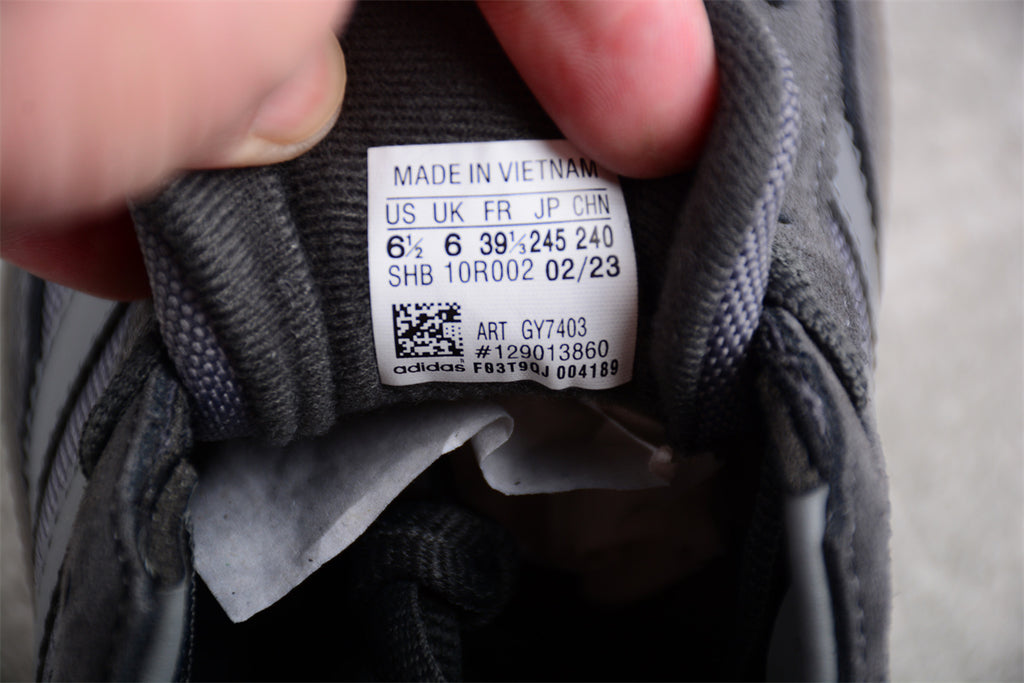 MADE IN VIETNAM
US UK FR JP CHN
6½ 6 39⅓ 245 240
SHB 10R002 02/23
ART GY7403
#129013860
adidas F03T9QJ 004189